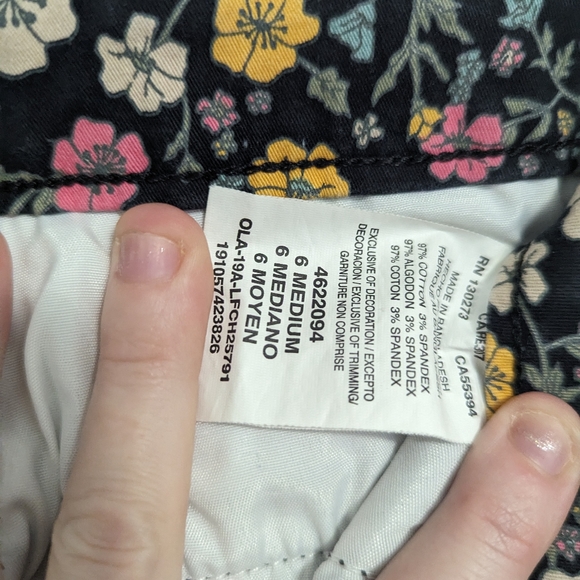 RN 130273 CA55394
MADE IN BANGLADESH
97% COTTON 3% SPANDEX
97% ALGODON 3% SPANDEX
97% COTON 3% SPANDEX
EXCLUSIVE OF DECORATION / EXCEPTO
DECORACION / EXCLUSIVE OF TRIMMING/
GARNITURE NON COMPRISE
4622094
6 MEDIUM
6 MEDIANO
6 MOYEN
OLA-19A-LFCH25791
191057423826